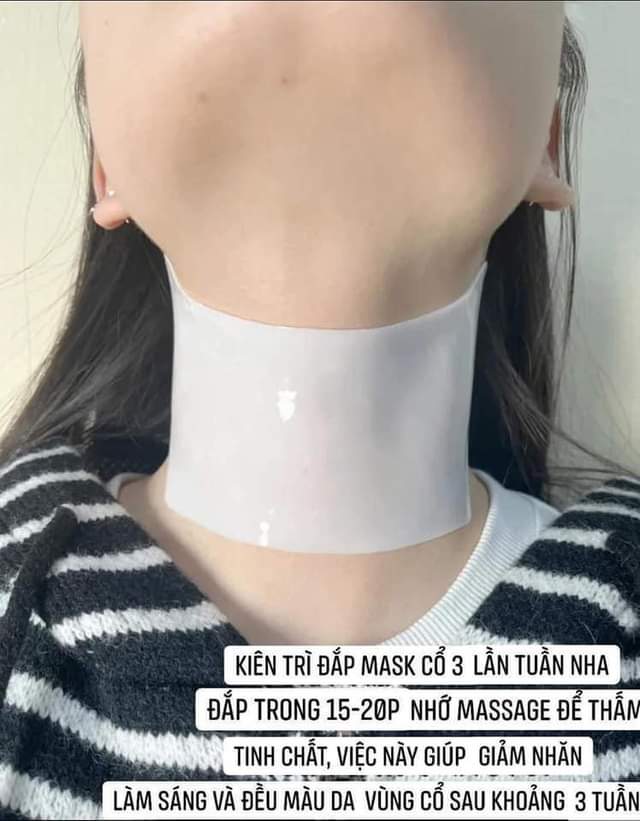 KIÊN TRÌ ĐẮP MASK CỔ 3 LẦN TUẦN NHA
ĐẮP TRONG 15-20P NHỚ MASSAGE ĐỂ THẤM
TINH CHẤT, VIỆC NÀY GIÚP GIẢM NHĂN
LÀM SÁNG VÀ ĐỀU MÀU DA VÙNG CỔ SAU KHOẢNG 3 TUẦN